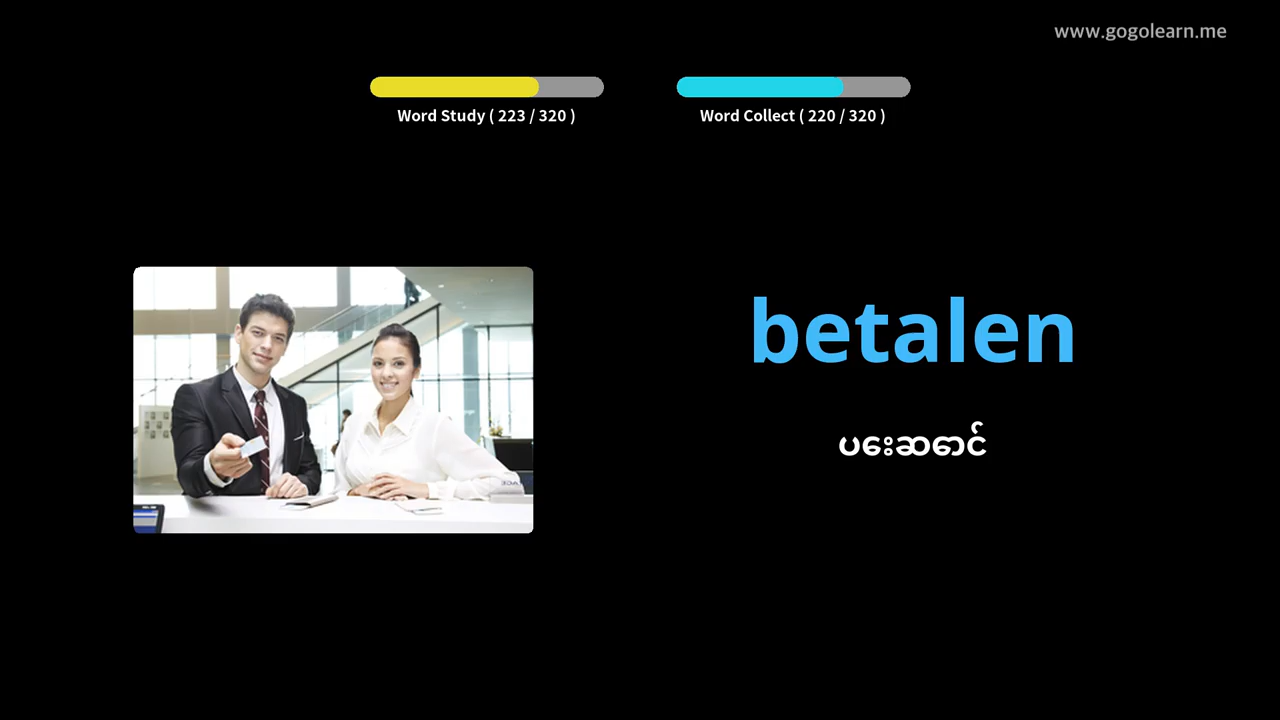 www.gogolearn.me
Word Study ( 223 / 320 )
Word Collect ( 220 / 320 )
betalen
ပေးဆောင်